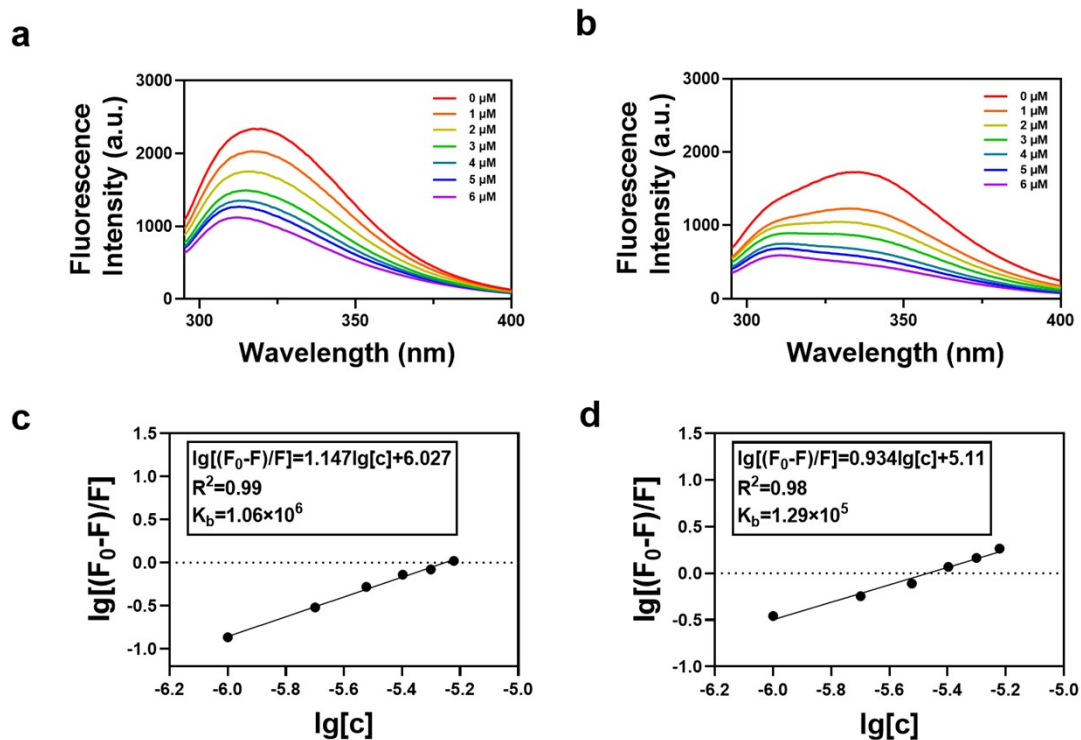 a
3000
2000
1000
0
300
350
400
Fluorescence
Intensity (a.u.)
Wavelength (nm)
0 µM
1 µM
2 µM
3 µM
4 µM
5 µM
6 µM
b
3000
2000
1000
0
300
350
400
Fluorescence
Intensity (a.u.)
Wavelength (nm)
0 µM
1 µM
2 µM
3 µM
4 µM
5 µM
6 µM
c
lg[(F₀-F)/F]=1.147lg[c]+6.027
R²=0.99
K_b=1.06×10⁶
1.5
1.0
0.5
0.0
-0.5
-1.0
-6.2
-6.0
-5.8
-5.6
-5.4
-5.2
-5.0
lg[(F₀-F)/F]
lg[c]
d
lg[(F₀-F)/F]=0.934lg[c]+5.11
R²=0.98
K_b=1.29×10⁵
1.5
1.0
0.5
0.0
-0.5
-1.0
-6.2
-6.0
-5.8
-5.6
-5.4
-5.2
-5.0
lg[(F₀-F)/F]
lg[c]